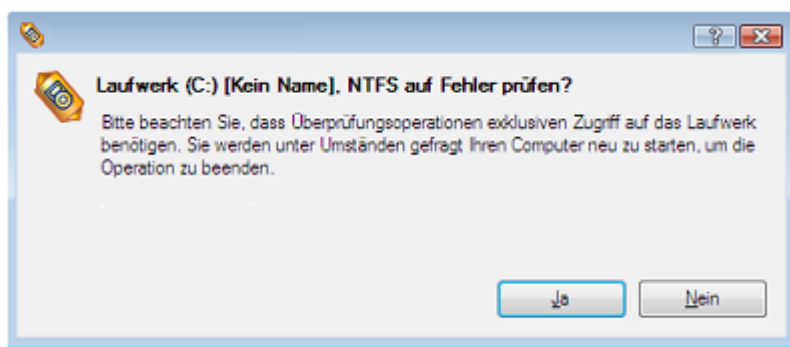 Laufwerk (C:) [Kein Name], NTFS auf Fehler prüfen?
Bitte beachten Sie, dass Überprüfungsoperationen exklusiven Zugriff auf das Laufwerk
benötigen. Sie werden unter Umständen gefragt Ihren Computer neu zu starten, um die
Operation zu beenden.
Ja
Nein